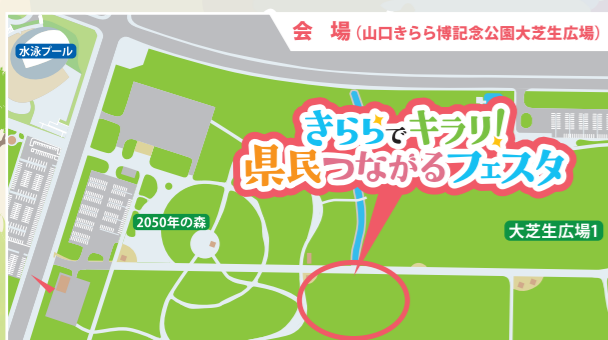 会　場（山口きらら博記念公園大芝生広場）
水泳プール
きららでキラリ！
県民つながるフェスタ
2050年の森
大芝生広場1